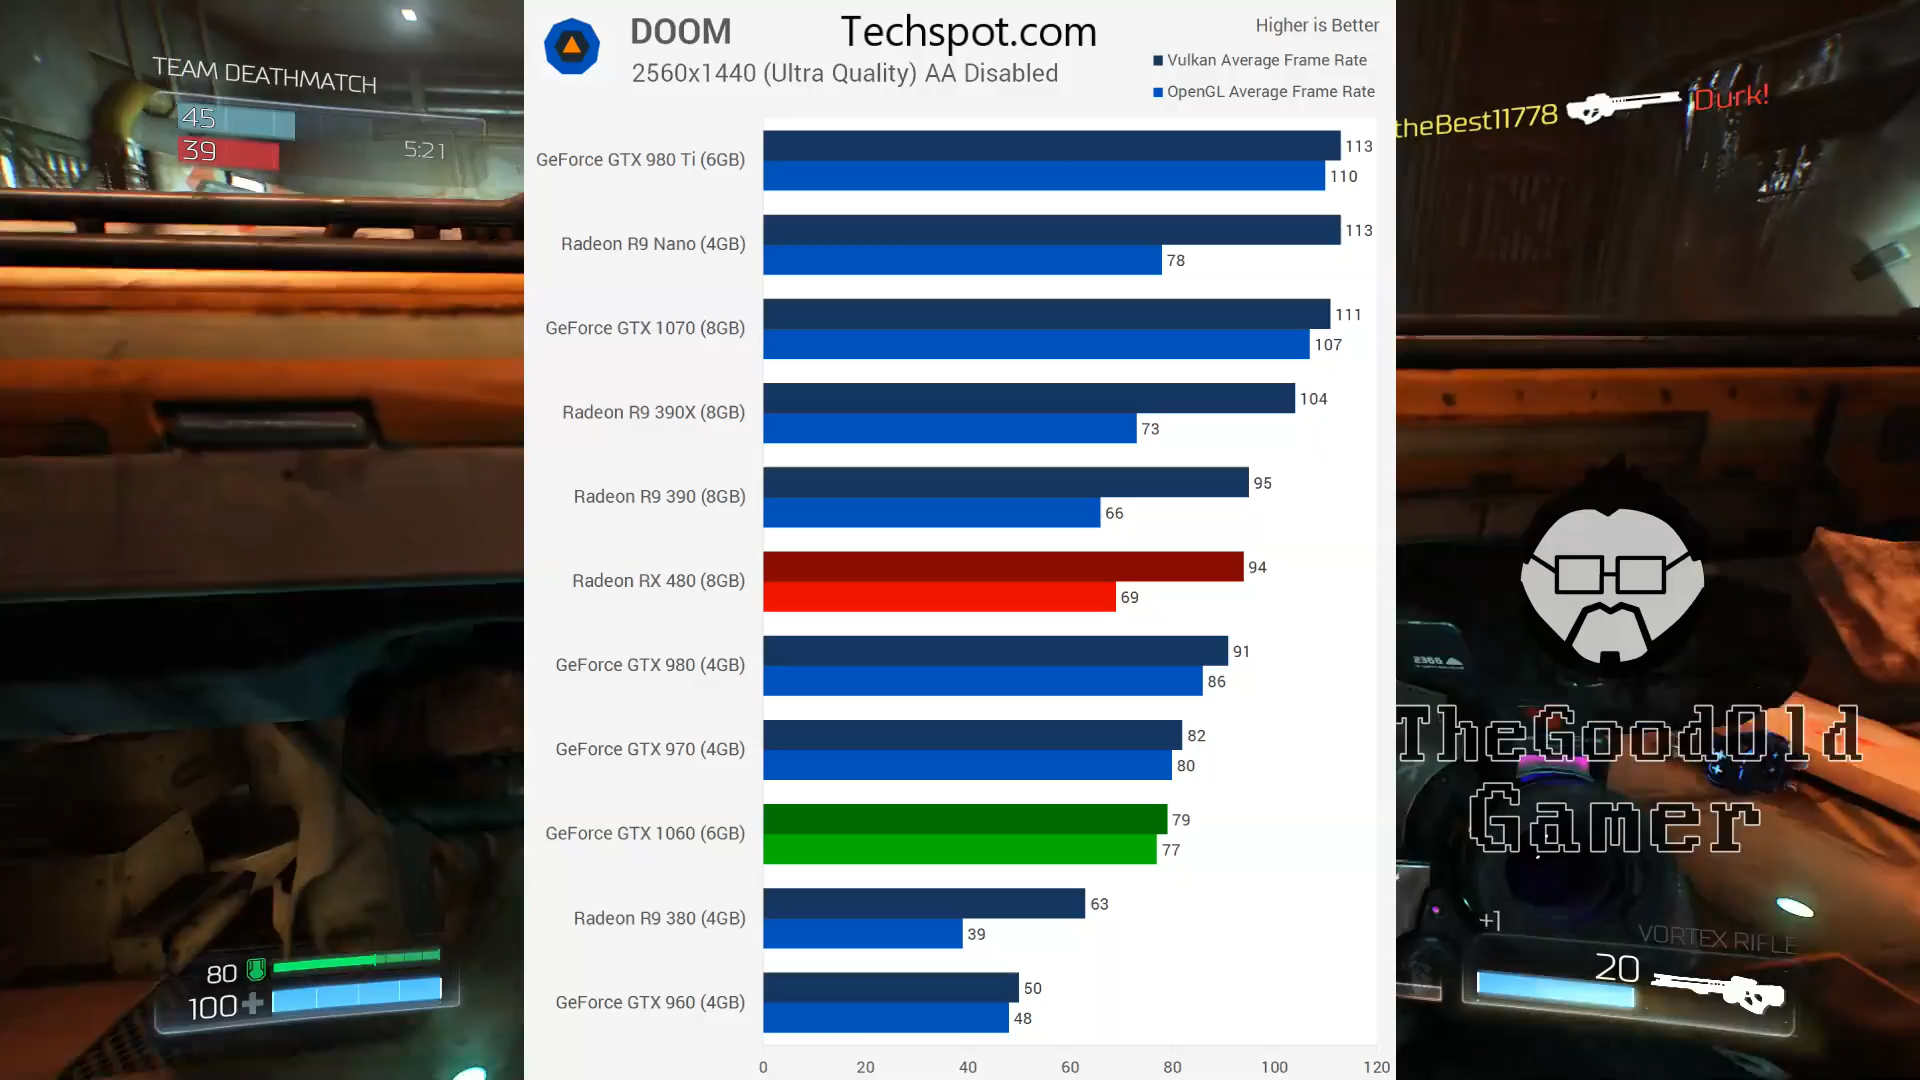 TEAM DEATHMATCH
45
39
5:21
DOOM
Techspot.com
2560x1440 (Ultra Quality) AA Disabled
Higher is Better
Vulkan Average Frame Rate
OpenGL Average Frame Rate
theBest11778
Durk!
GeForce GTX 980 Ti (6GB)
113
110
Radeon R9 Nano (4GB)
113
78
GeForce GTX 1070 (8GB)
111
107
Radeon R9 390X (8GB)
104
73
Radeon R9 390 (8GB)
95
66
Radeon RX 480 (8GB)
94
69
GeForce GTX 980 (4GB)
91
86
GeForce GTX 970 (4GB)
82
80
GeForce GTX 1060 (6GB)
79
77
Radeon R9 380 (4GB)
63
39
GeForce GTX 960 (4GB)
50
48
0 20 40 60 80 100 120
80
100
TheGoodOld
Gamer
+1
VORTEX RIFLE
20